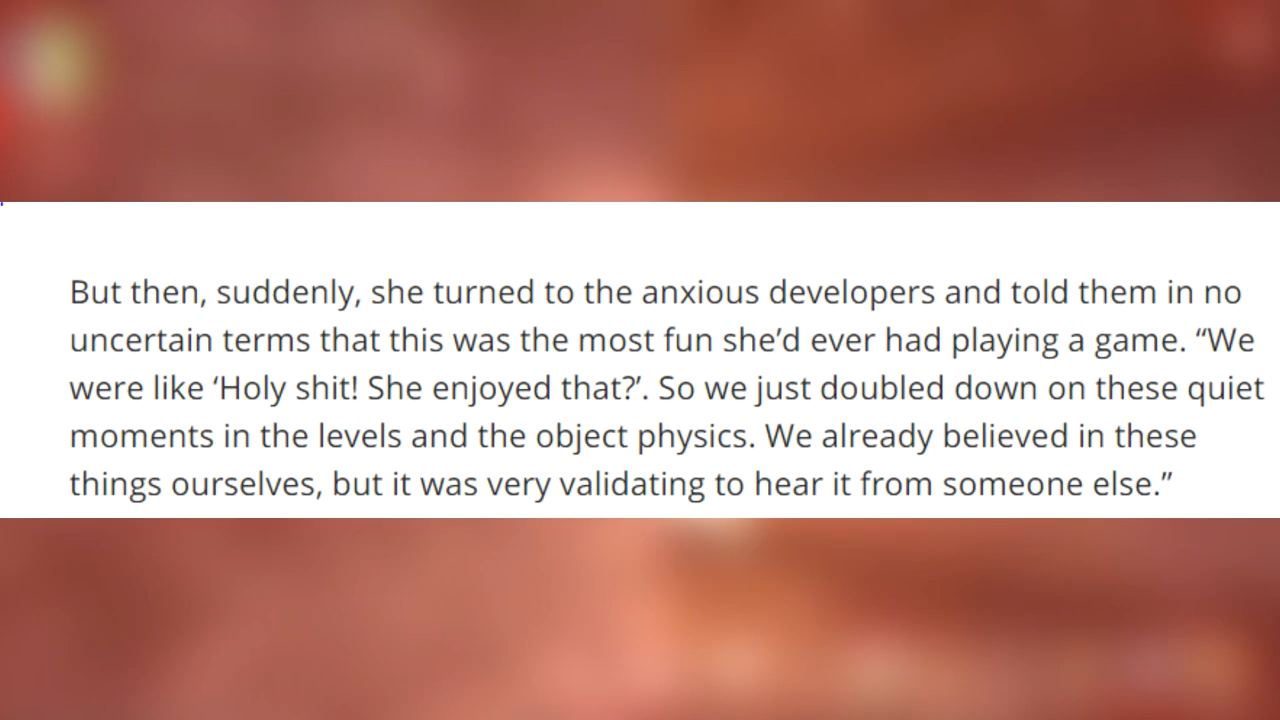 But then, suddenly, she turned to the anxious developers and told them in no
uncertain terms that this was the most fun she’d ever had playing a game. “We
were like ‘Holy shit! She enjoyed that?’. So we just doubled down on these quiet
moments in the levels and the object physics. We already believed in these
things ourselves, but it was very validating to hear it from someone else.”